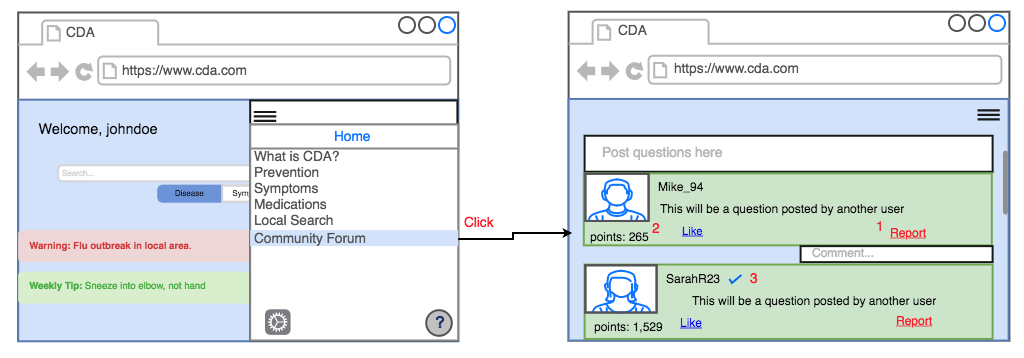 CDA
https://www.cda.com
Welcome, johndoe
Search...
Disease
Sym
Warning: Flu outbreak in local area.
Weekly Tip: Sneeze into elbow, not hand
Home
What is CDA?
Prevention
Symptoms
Medications
Local Search
Community Forum
?
Click
CDA
https://www.cda.com
Post questions here
Mike_94
This will be a question posted by another user
points: 265 2 Like 1 Report
Comment...
SarahR23 3
This will be a question posted by another user
points: 1,529 Like Report